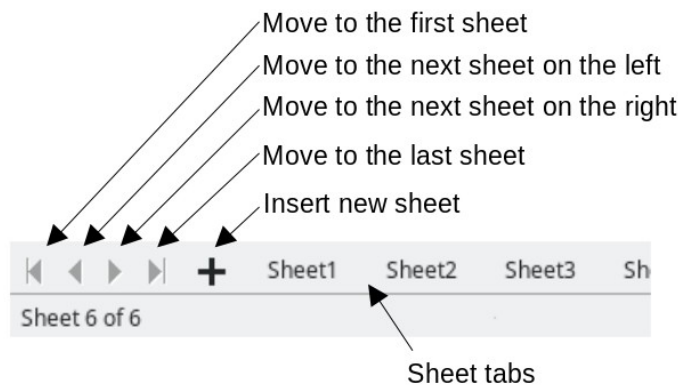 Move to the first sheet
Move to the next sheet on the left
Move to the next sheet on the right
Move to the last sheet
Insert new sheet
Sheet1 Sheet2 Sheet3 Sh
Sheet 6 of 6
Sheet tabs